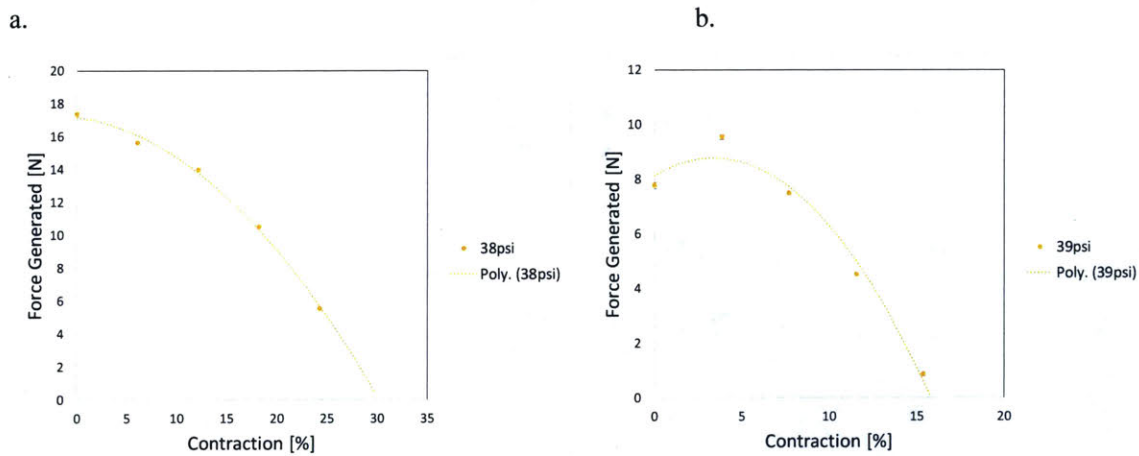 a.
20
18
16
14
12
10
8
6
4
2
0
Force Generated [N]
0 5 10 15 20 25 30 35
Contraction [%]
38psi
Poly. (38psi)
b.
12
10
8
6
4
2
0
Force Generated [N]
0 5 10 15 20
Contraction [%]
39psi
Poly. (39psi)